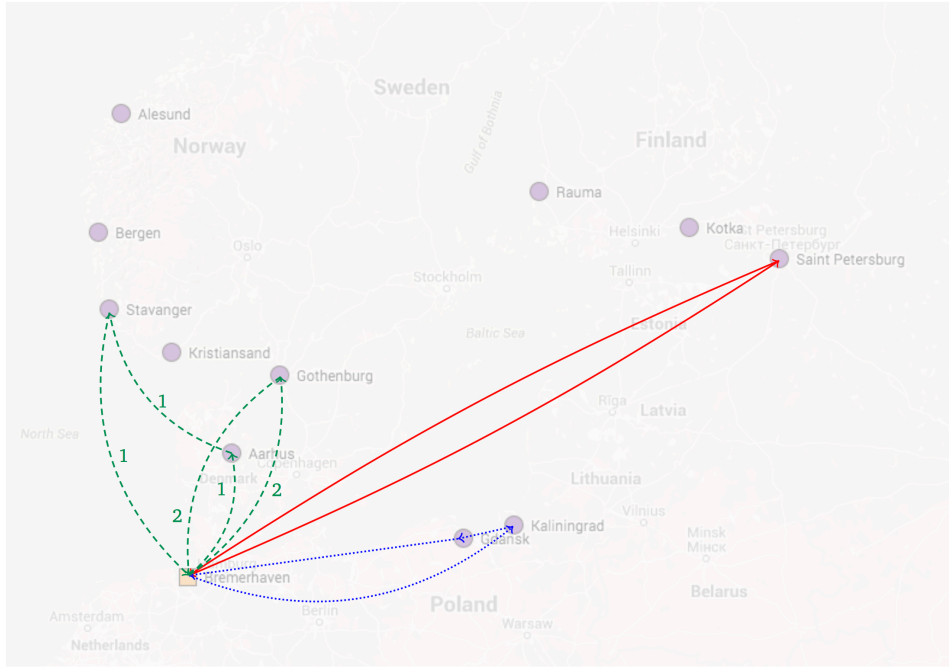 Sweden
Alesund
Norway
Finland
Gulf of Bothnia
Rauma
Bergen
Helsinki
Kotka
St Petersburg
Санкт-Петербург
Oslo
Saint Petersburg
Stockholm
Tallinn
Stavanger
Estonia
Baltic Sea
Kristiansand
Gothenburg
1
Rīga
Latvia
North Sea
1
Aarhus
Copenhagen
Denmark
1
2
Lithuania
2
Vilnius
Kaliningrad
Gdansk
Minsk
Мінск
Bremerhaven
Belarus
Poland
Berlin
Amsterdam
Warsaw
Netherlands